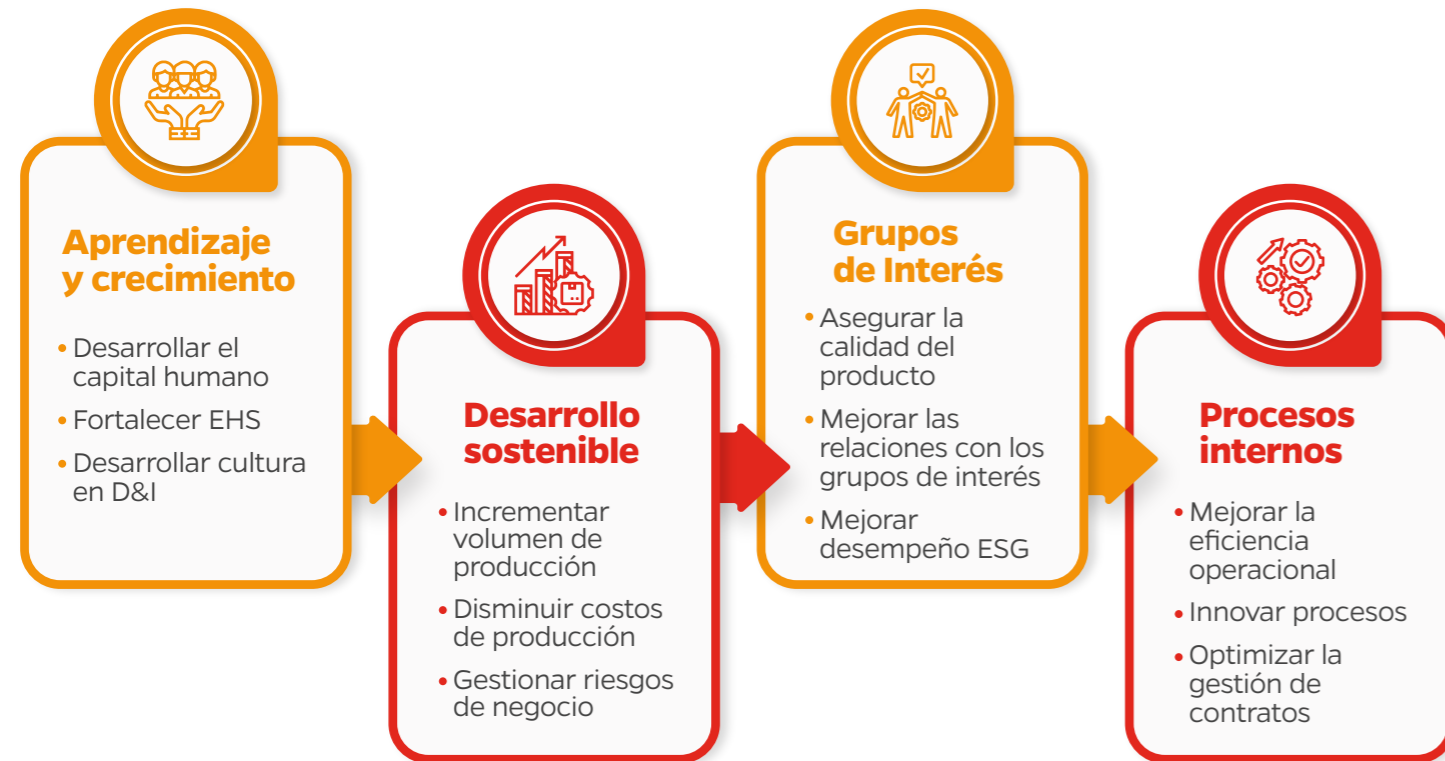 Aprendizaje
y crecimiento
• Desarrollar el
capital humano
• Fortalecer EHS
• Desarrollar cultura
en D&I
Desarrollo
sostenible
• Incrementar
volumen de
producción
• Disminuir costos
de producción
• Gestionar riesgos
de negocio
Grupos
de Interés
• Asegurar la
calidad del
producto
• Mejorar las
relaciones con los
grupos de interés
• Mejorar
desempeño ESG
Procesos
internos
• Mejorar la
eficiencia
operacional
• Innovar procesos
• Optimizar la
gestión de
contratos